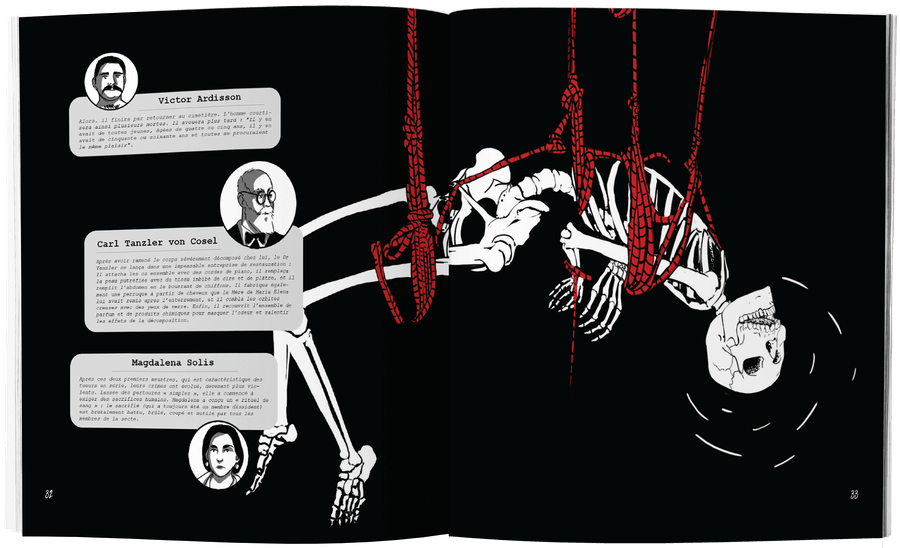 Victor Ardisson
Alors, il finira par retourner au cimetière. L'homme courti-
sera ainsi plusieurs mortes. Il avouera plus tard : "Il y en
avait de toutes jeunes, âgées de quatre ou cinq ans, il y en
avait de cinquante ou soixante ans et toutes me procuraient
le même plaisir".
Carl Tanzler von Cosel
Après avoir ramené le corps sévèrement décomposé chez lui, le Dr
Tanzler se lança dans une impensable entreprise de restauration :
Il attacha les os ensemble avec des cordes de piano, il remplaça
la peau putréfiée avec du tissu imbibé de cire et de plâtre, et il
remplit l'abdomen en le bourrant de chiffons. Il fabriqua égale-
ment une perruque à partir de cheveux que la Mère de Maria Elena
lui avait remis après l'enterrement, et il combla les orbites
creuses avec des yeux de verre. Enfin, il recouvrit l'ensemble de
parfum et de produits chimiques pour masquer l'odeur et ralentir
les effets de la décomposition.
Magdalena Solis
Après ces deux premiers meurtres, qui est caractéristique des
tueurs en série, leurs crimes ont évolué, devenant plus vio-
lents. Lassée des partouzes « simples », elle a commencé à
exiger des sacrifices humains. Magdalena a conçu un « rituel de
sang » : le sacrifié (qui a toujours été un membre dissident)
est brutalement battu, brûlé, coupé et mutilé par tous les
membres de la secte.
32
33